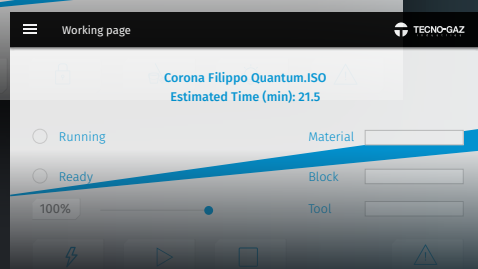 Working page
TECNO-GAZ
Corona Filippo Quantum.ISO
Estimated Time (min): 21.5
Running
Material
Ready
Block
100%
Tool